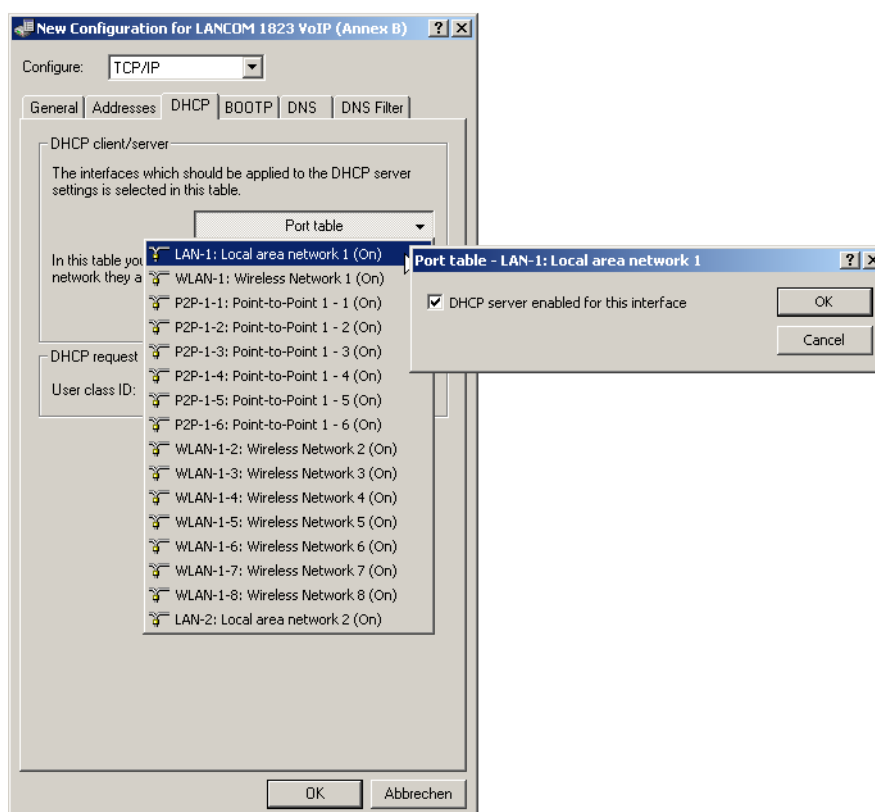 New Configuration for LANCOM 1823 VoIP (Annex B)
Configure: TCP/IP
General Addresses DHCP BOOTP DNS DNS Filter
DHCP client/server
The interfaces which should be applied to the DHCP server
settings is selected in this table.
Port table
In this table you
network they a
LAN-1: Local area network 1 (On)
WLAN-1: Wireless Network 1 (On)
P2P-1-1: Point-to-Point 1 - 1 (On)
P2P-1-2: Point-to-Point 1 - 2 (On)
P2P-1-3: Point-to-Point 1 - 3 (On)
P2P-1-4: Point-to-Point 1 - 4 (On)
P2P-1-5: Point-to-Point 1 - 5 (On)
P2P-1-6: Point-to-Point 1 - 6 (On)
WLAN-1-2: Wireless Network 2 (On)
WLAN-1-3: Wireless Network 3 (On)
WLAN-1-4: Wireless Network 4 (On)
WLAN-1-5: Wireless Network 5 (On)
WLAN-1-6: Wireless Network 6 (On)
WLAN-1-7: Wireless Network 7 (On)
WLAN-1-8: Wireless Network 8 (On)
LAN-2: Local area network 2 (On)
DHCP request
User class ID:
Port table - LAN-1: Local area network 1
DHCP server enabled for this interface
OK
Cancel
OK Abbrechen